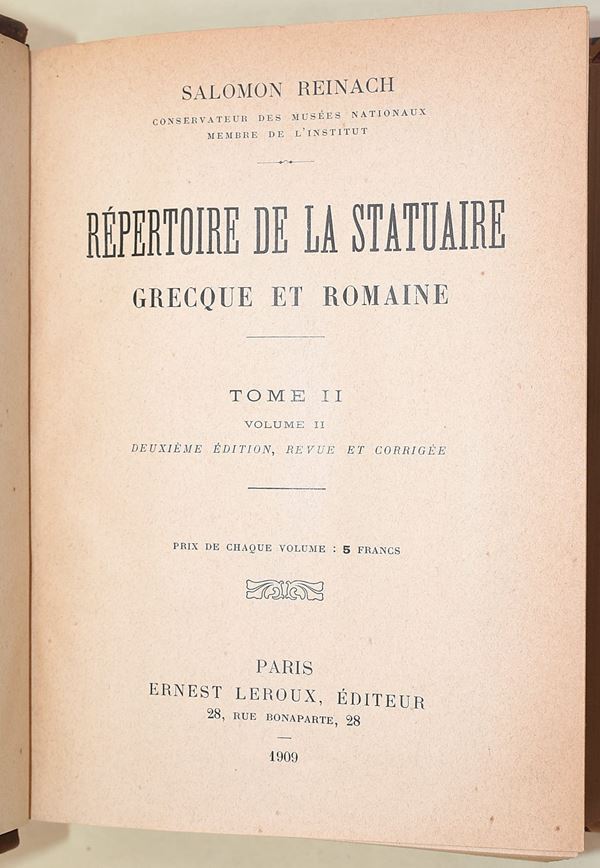 SALOMON REINACH
CONSERVATEUR DES MUSÉES NATIONAUX
MEMBRE DE L'INSTITUT
RÉPERTOIRE DE LA STATUAIRE
GRECQUE ET ROMAINE
TOME II
VOLUME II
DEUXIÈME ÉDITION, REVUE ET CORRIGÉE
PRIX DE CHAQUE VOLUME : 5 FRANCS
PARIS
ERNEST LEROUX, ÉDITEUR
28, RUE BONAPARTE, 28
1909